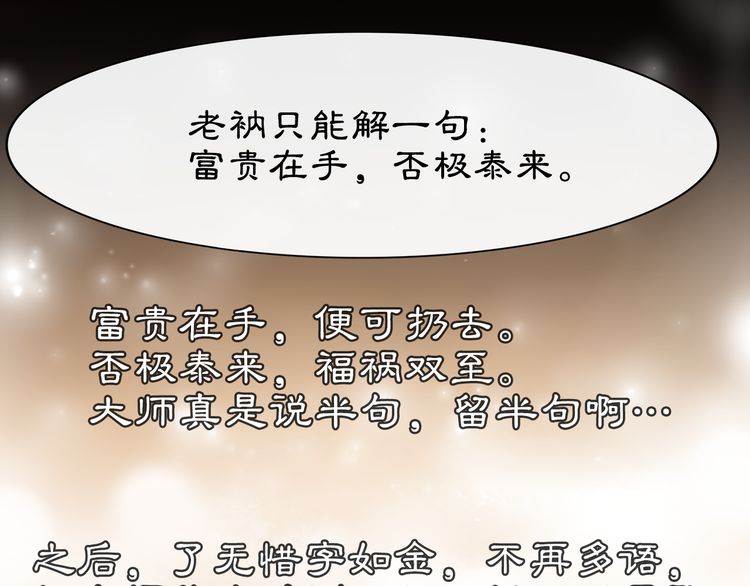 老衲只能解一句：
富贵在手，否极泰来。
富贵在手，便可扔去。
否极泰来，福祸双至。
大师真是说半句，留半句啊…
之后，了无惜字如金，不再多语，